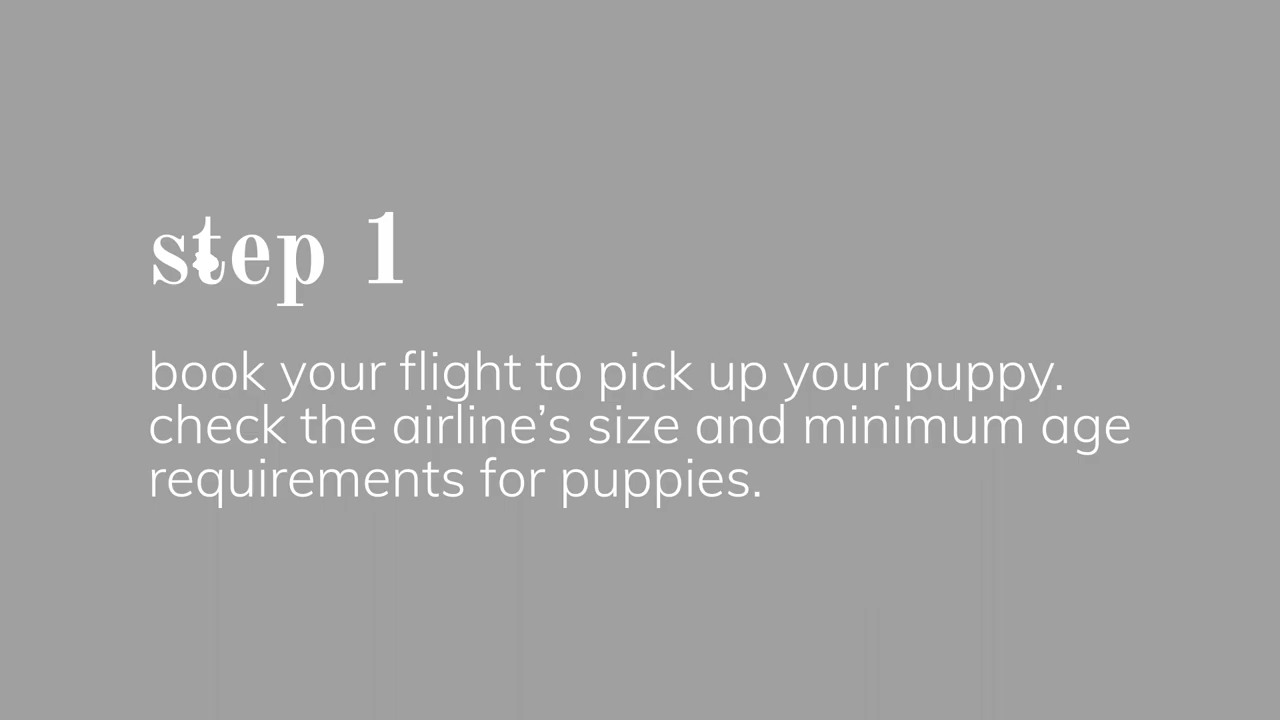 step 1
book your flight to pick up your puppy.
check the airline’s size and minimum age
requirements for puppies.